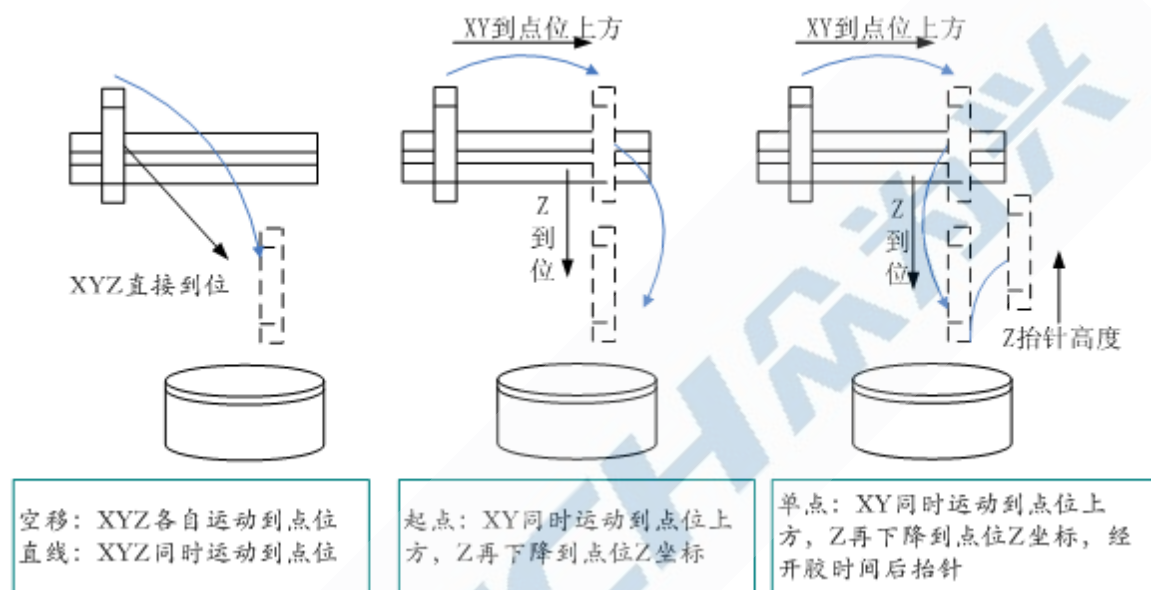 XY到点位上方
XY到点位上方
XYZ直接到位
Z到位
Z到位
Z抬针高度
空移：XYZ各自运动到点位
直线：XYZ同时运动到点位
起点：XY同时运动到点位上
方，Z再下降到点位Z坐标
单点：XY同时运动到点位上
方，Z再下降到点位Z坐标，经
开胶时间后抬针